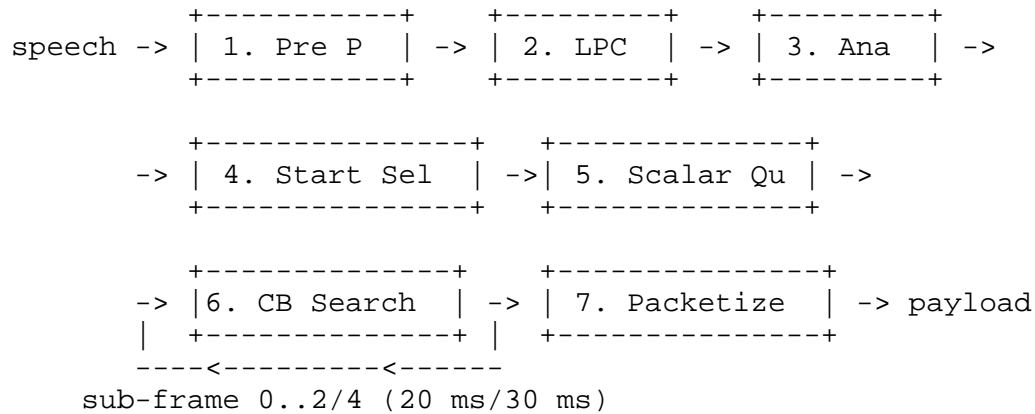 +-----------+ +---------+ +---------+
speech -> | 1. Pre P | -> | 2. LPC | -> | 3. Ana | ->
+-----------+ +---------+ +---------+
+---------------+ +--------------+
-> | 4. Start Sel | ->| 5. Scalar Qu | ->
+---------------+ +--------------+
+--------------+ +---------------+
-> |6. CB Search | -> | 7. Packetize | -> payload
| +--------------+ | +---------------+
----<---------<------
sub-frame 0..2/4 (20 ms/30 ms)